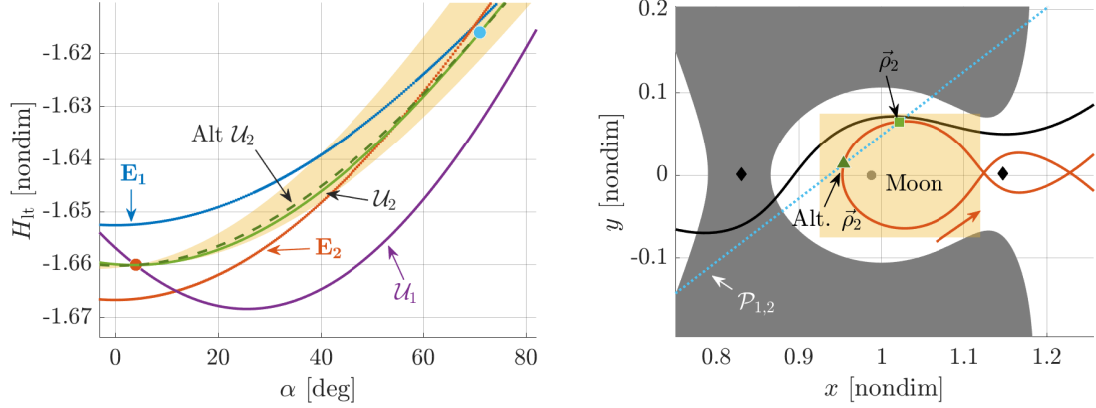 -1.62
-1.63
-1.64
-1.65
-1.66
-1.67
H_lt [nondim]
0
20
40
60
80
α [deg]
Alt 𝒰₂
E₁
𝒰₂
E₂
𝒰₁
0.2
0.1
0
-0.1
y [nondim]
0.8
0.9
1
1.1
1.2
x [nondim]
ρ⃗₂
Moon
Alt. ρ⃗₂
𝒫₁,₂